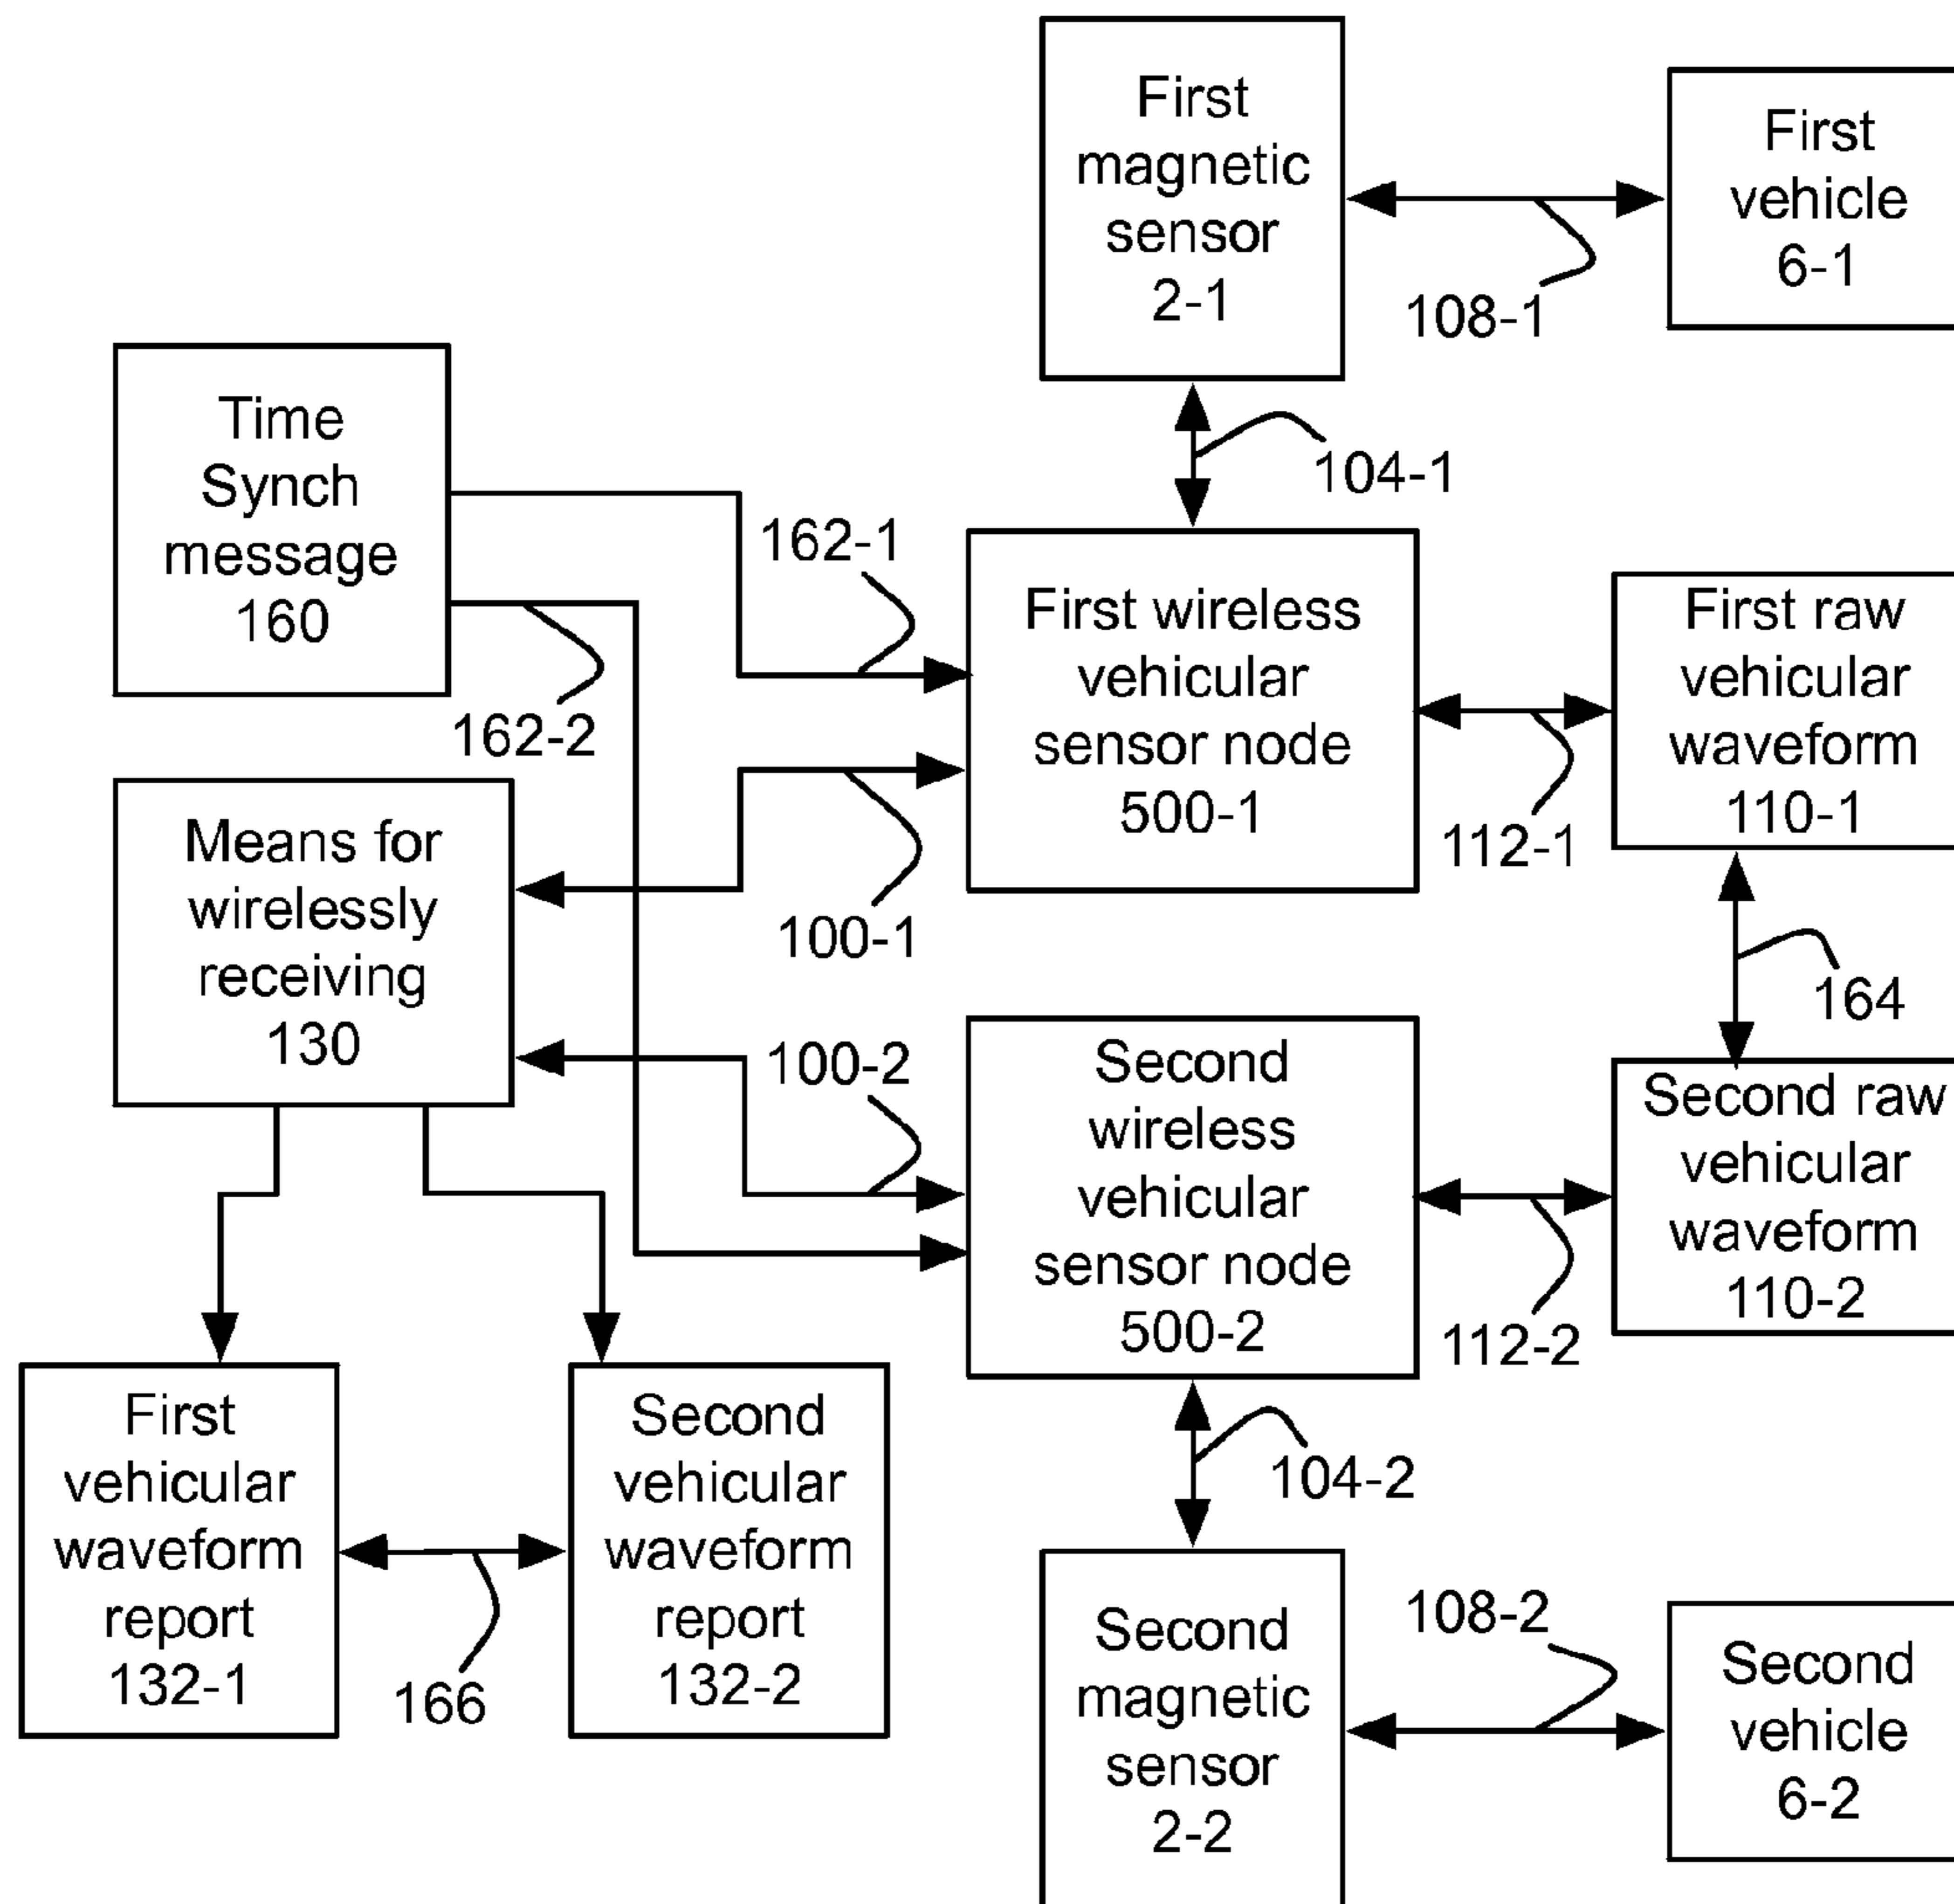 First
magnetic
sensor
2-1
First
vehicle
6-1
108-1
104-1
Time
Synch
message
160
162-1
162-2
First wireless
vehicular
sensor node
500-1
First raw
vehicular
waveform
110-1
112-1
Means for
wirelessly
receiving
130
100-1
164
100-2
Second
wireless
vehicular
sensor node
500-2
Second raw
vehicular
waveform
110-2
112-2
First
vehicular
waveform
report
132-1
166
Second
vehicular
waveform
report
132-2
104-2
Second
magnetic
sensor
2-2
108-2
Second
vehicle
6-2